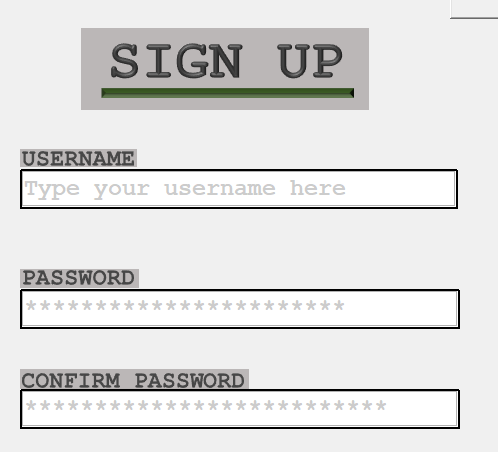 SIGN UP
USERNAME
Type your username here
PASSWORD
***********************
CONFIRM PASSWORD
**************************